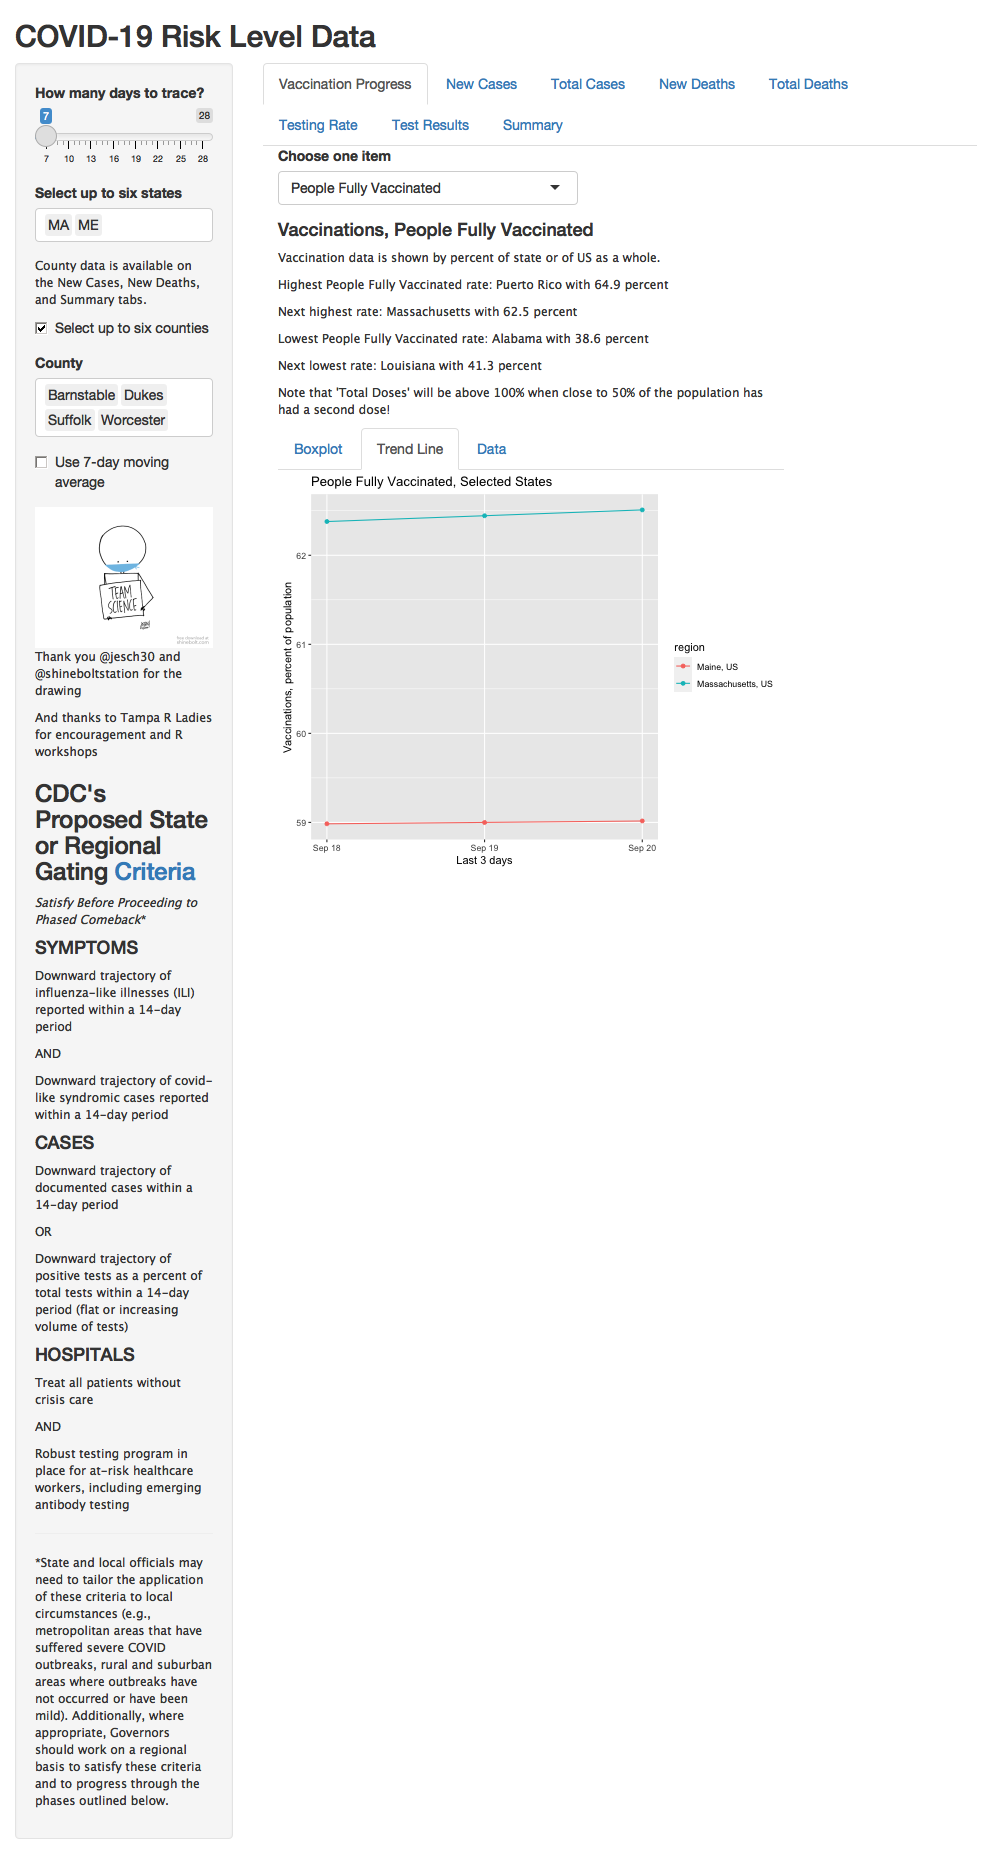 COVID-19 Risk Level Data
How many days to trace?
7
28
7 10 13 16 19 22 25 28
Select up to six states
MA ME
County data is available on
the New Cases, New Deaths,
and Summary tabs.
Select up to six counties
County
Barnstable Dukes
Suffolk Worcester
Use 7-day moving
average
TEAM
SCIENCE
Thank you @jesch30 and
@shineboltstation for the
drawing
And thanks to Tampa R Ladies
for encouragement and R
workshops
CDC's
Proposed State
or Regional
Gating Criteria
Satisfy Before Proceeding to
Phased Comeback*
SYMPTOMS
Downward trajectory of
influenza-like illnesses (ILI)
reported within a 14-day
period
AND
Downward trajectory of covid-
like syndromic cases reported
within a 14-day period
CASES
Downward trajectory of
documented cases within a
14-day period
OR
Downward trajectory of
positive tests as a percent of
total tests within a 14-day
period (flat or increasing
volume of tests)
HOSPITALS
Treat all patients without
crisis care
AND
Robust testing program in
place for at-risk healthcare
workers, including emerging
antibody testing
*State and local officials may
need to tailor the application
of these criteria to local
circumstances (e.g.,
metropolitan areas that have
suffered severe COVID
outbreaks, rural and suburban
areas where outbreaks have
not occurred or have been
mild). Additionally, where
appropriate, Governors
should work on a regional
basis to satisfy these criteria
and to progress through the
phases outlined below.
Vaccination Progress New Cases Total Cases New Deaths Total Deaths
Testing Rate Test Results Summary
Choose one item
People Fully Vaccinated
Vaccinations, People Fully Vaccinated
Vaccination data is shown by percent of state or of US as a whole.
Highest People Fully Vaccinated rate: Puerto Rico with 64.9 percent
Next highest rate: Massachusetts with 62.5 percent
Lowest People Fully Vaccinated rate: Alabama with 38.6 percent
Next lowest rate: Louisiana with 41.3 percent
Note that 'Total Doses' will be above 100% when close to 50% of the population has
had a second dose!
Boxplot Trend Line Data
People Fully Vaccinated, Selected States
Vaccinations, percent of population
62
61
60
59
Sep 18 Sep 19 Sep 20
Last 3 days
region
Maine, US
Massachusetts, US